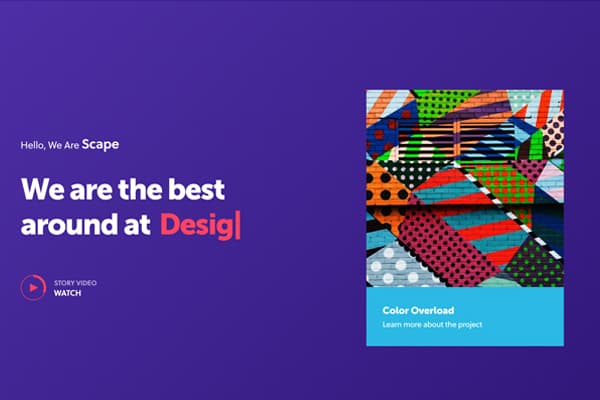 Hello, We Are Scape
We are the best
around at Desig|
STORY VIDEO
WATCH
Color Overload
Learn more about the project